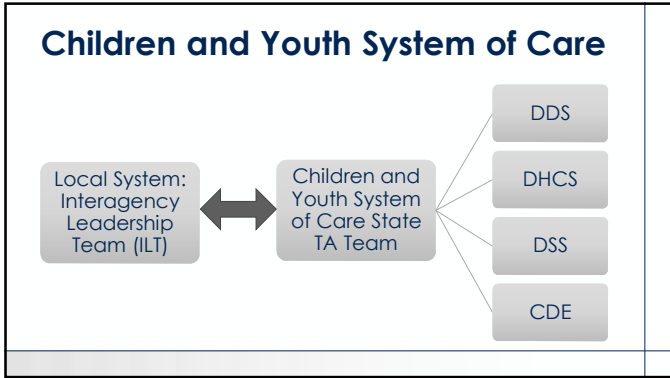 Children and Youth System of Care
Local System:
Interagency
Leadership
Team (ILT)
Children and
Youth System
of Care State
TA Team
DDS
DHCS
DSS
CDE